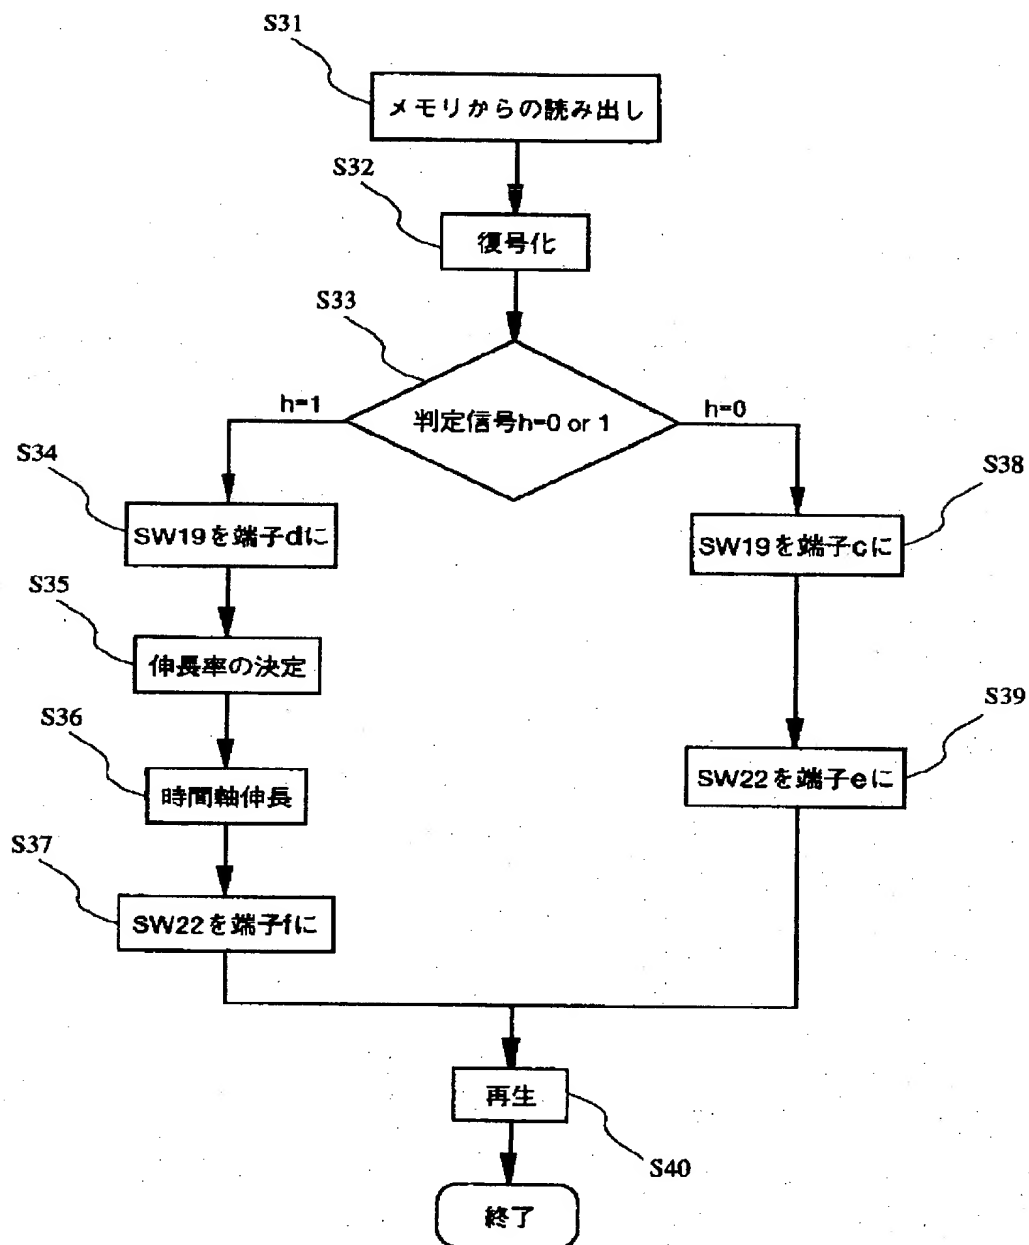 S31
メモリからの読み出し
S32
復号化
S33
判定信号h=0 or 1
h=1
h=0
S34
SW19を端子dに
S35
伸長率の決定
S36
時間軸伸長
S37
SW22を端子fに
S38
SW19を端子cに
S39
SW22を端子eに
再生
S40
終了